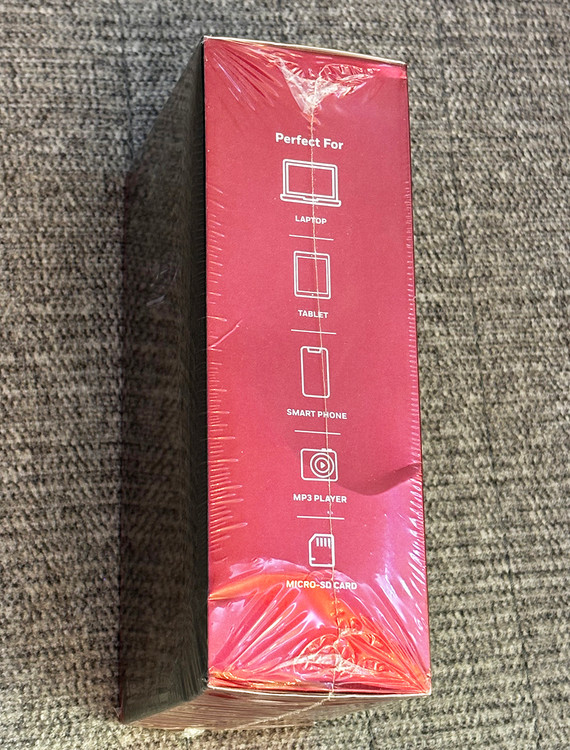 Perfect For
LAPTOP
TABLET
SMART PHONE
MP3 PLAYER
MICRO-SD CARD